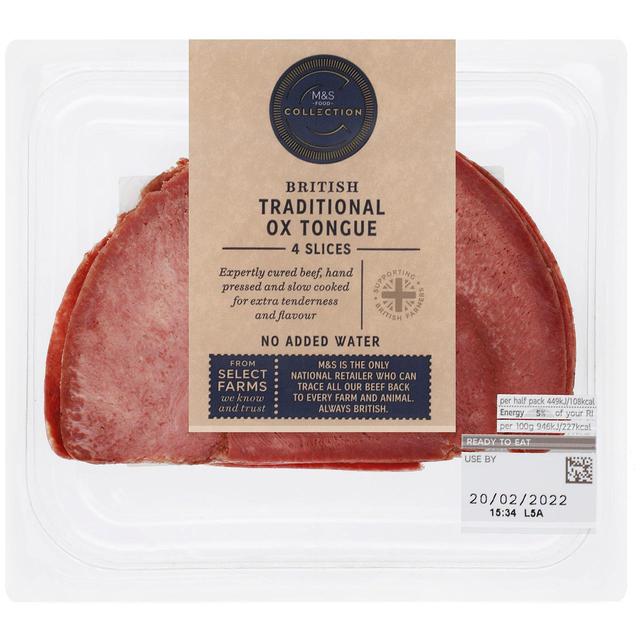 M&S
-FOOD-
COLLECTION
BRITISH
TRADITIONAL
OX TONGUE
4 SLICES
Expertly cured beef, hand
pressed and slow cooked
for extra tenderness
and flavour
SUPPORTING
BRITISH FARMERS
NO ADDED WATER
FROM
SELECT
FARMS
we know
and trust
M&S IS THE ONLY
NATIONAL RETAILER WHO CAN
TRACE ALL OUR BEEF BACK
TO EVERY FARM AND ANIMAL.
ALWAYS BRITISH.
per half pack 449kJ/108kcal
Energy 5% of your RI
per 100g 946kJ/227kcal
READY TO EAT
USE BY
20/02/2022
15:34 L5A